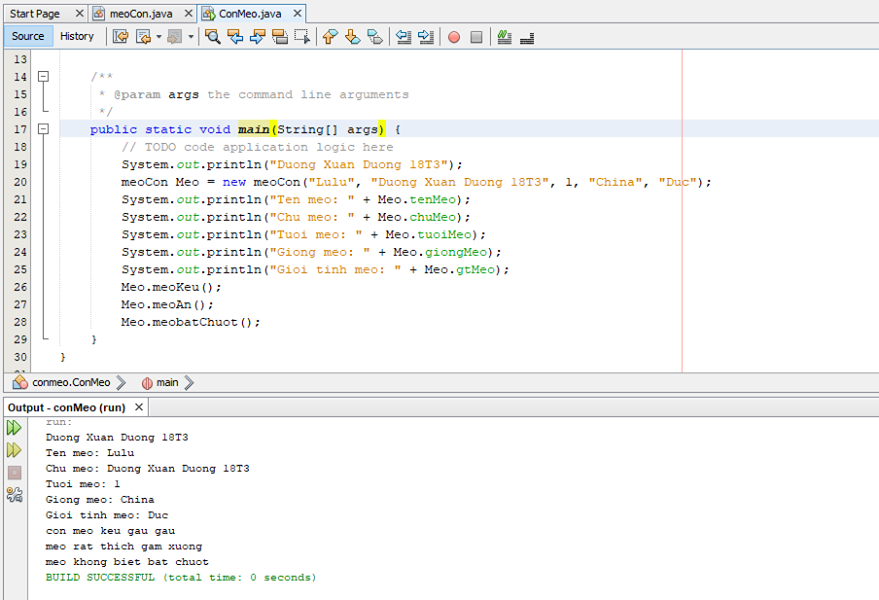 Start Page meoCon.java ConMeo.java
Source History
13
14 /**
15 * @param args the command line arguments
16 */
17 public static void main(String[] args) {
18 // TODO code application logic here
19 System.out.println("Duong Xuan Duong 18T3");
20 meoCon Meo = new meoCon("Lulu", "Duong Xuan Duong 18T3", 1, "China", "Duc");
21 System.out.println("Ten meo: " + Meo.tenMeo);
22 System.out.println("Chu meo: " + Meo.chuMeo);
23 System.out.println("Tuoi meo: " + Meo.tuoiMeo);
24 System.out.println("Giong meo: " + Meo.giongMeo);
25 System.out.println("Gioi tinh meo: " + Meo.gtMeo);
26 Meo.meoKeu();
27 Meo.meoAn();
28 Meo.meobatChuot();
29 }
30 }
conmeo.ConMeo main
Output - conMeo (run)
run:
Duong Xuan Duong 18T3
Ten meo: Lulu
Chu meo: Duong Xuan Duong 18T3
Tuoi meo: 1
Giong meo: China
Gioi tinh meo: Duc
con meo keu gau gau
meo rat thich gam xuong
meo khong biet bat chuot
BUILD SUCCESSFUL (total time: 0 seconds)